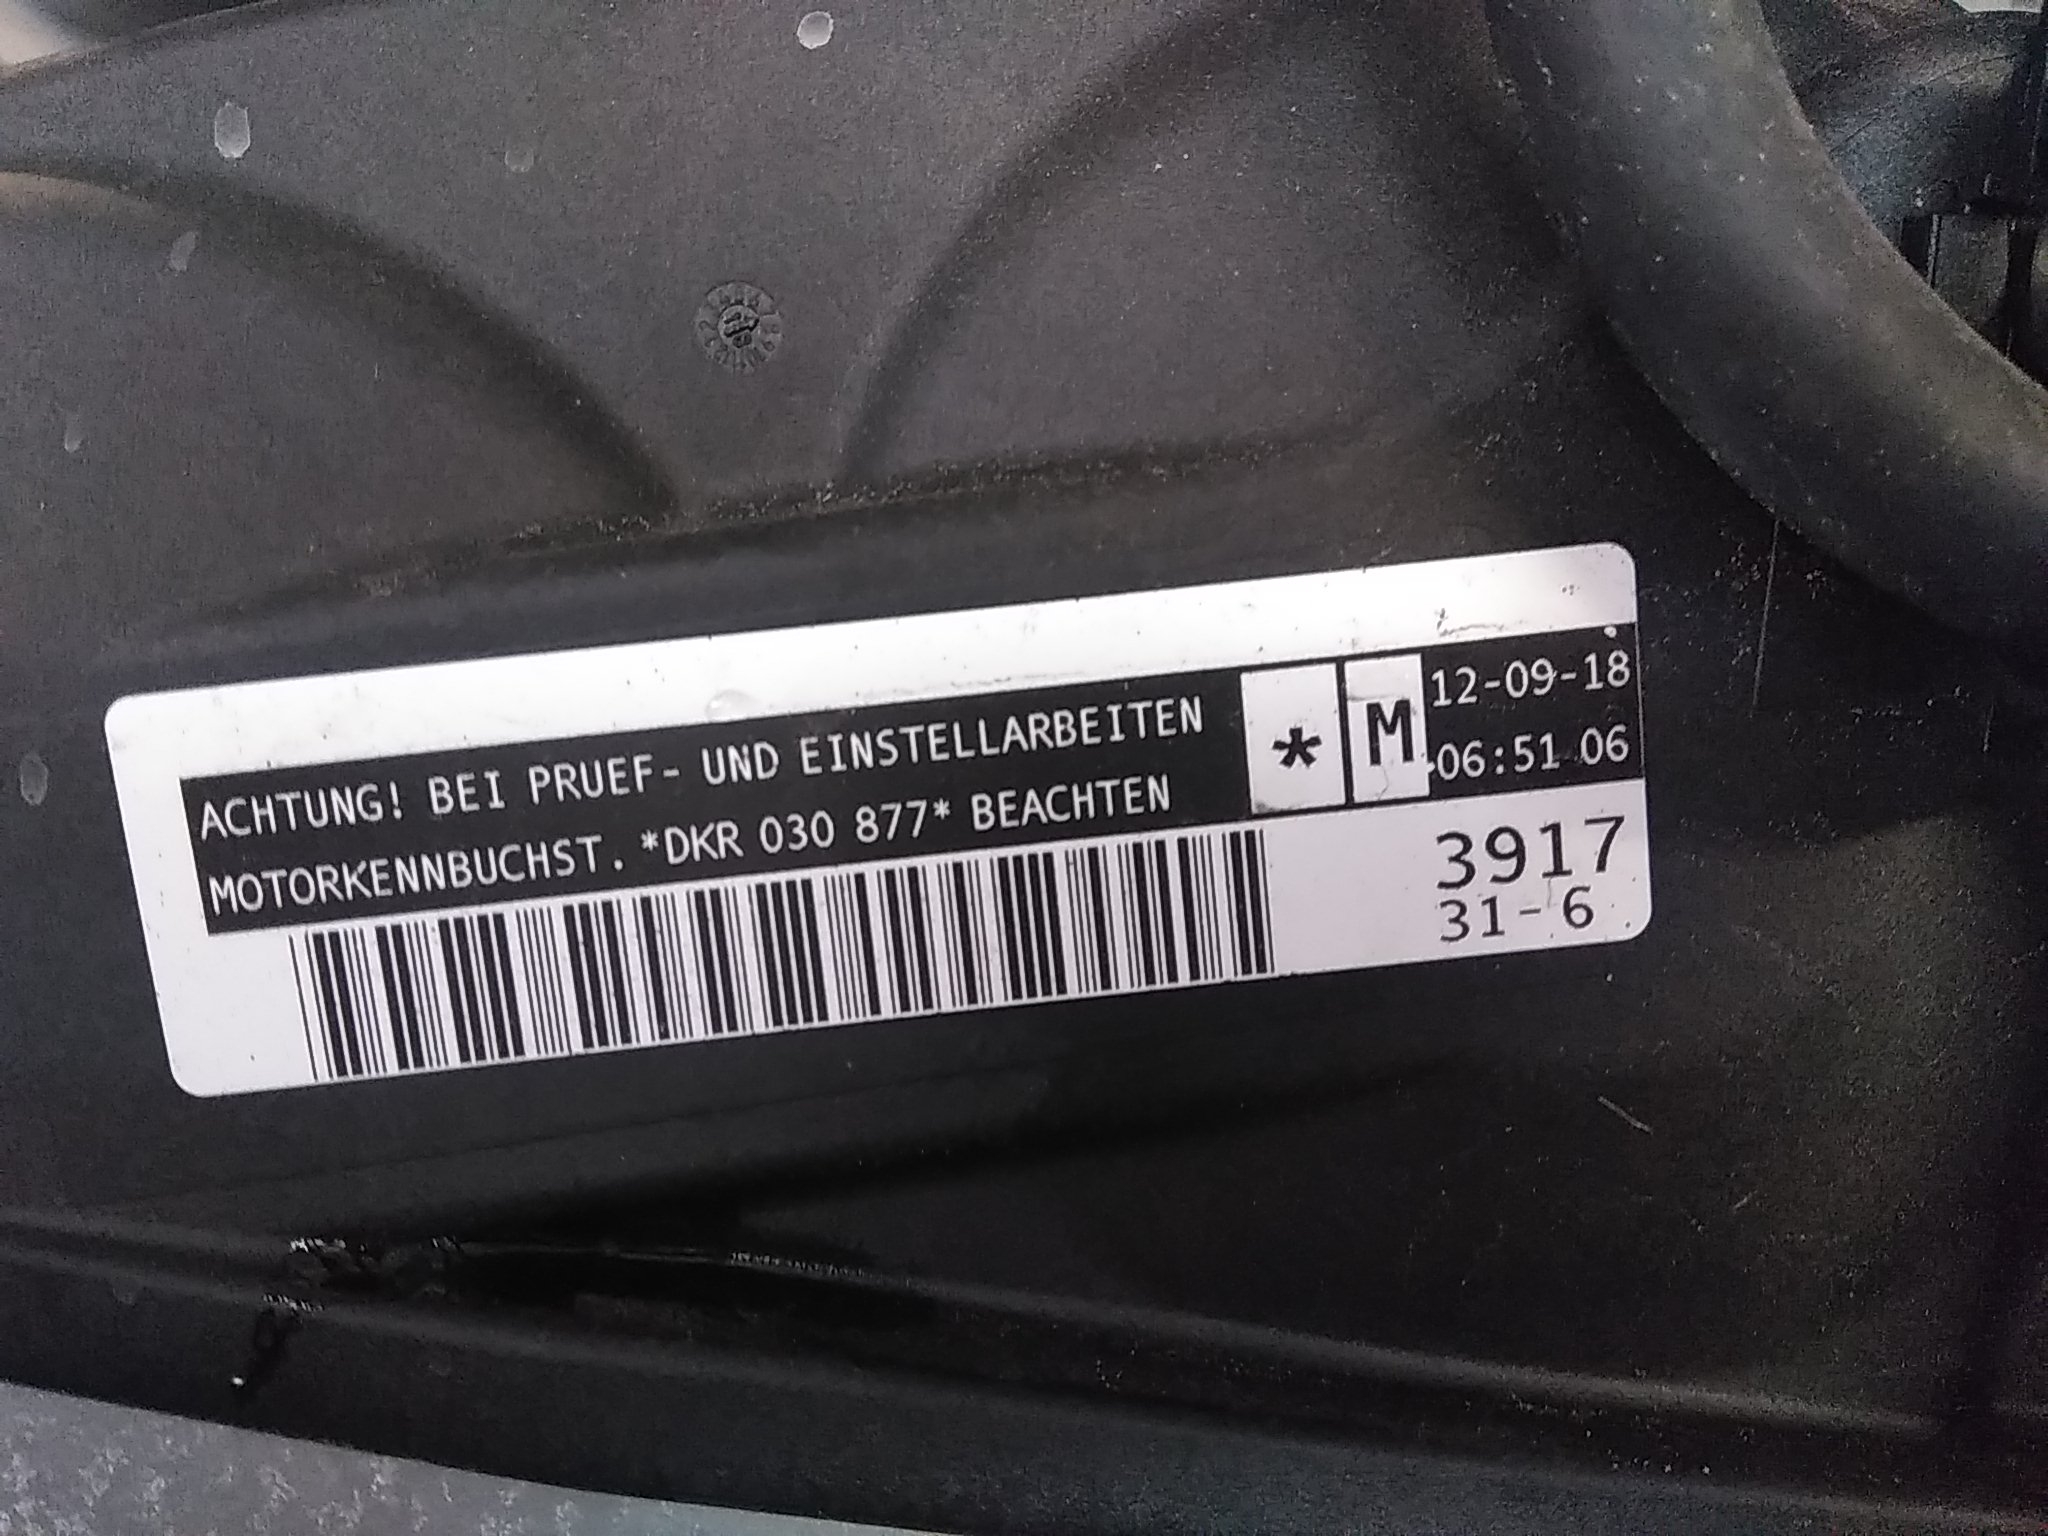 ACHTUNG! BEI PRUEF- UND EINSTELLARBEITEN
MOTORKENNBUCHST. *DKR 030 877* BEACHTEN
*
M
12-09-18
06:51 06
3917
31-6